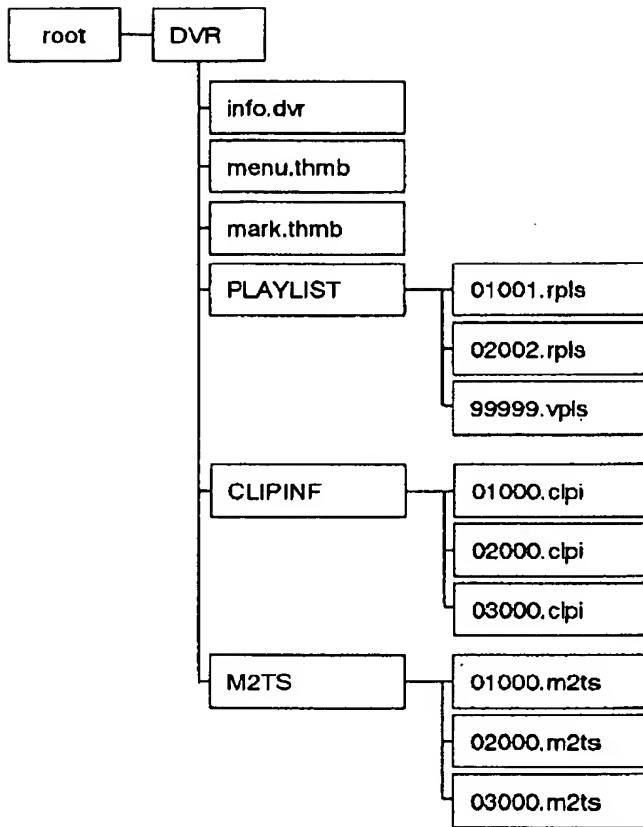 root
DVR
info.dvr
menu.thmb
mark.thmb
PLAYLIST
01001.rpls
02002.rpls
99999.vpls
CLIPINF
01000.clpi
02000.clpi
03000.clpi
M2TS
01000.m2ts
02000.m2ts
03000.m2ts